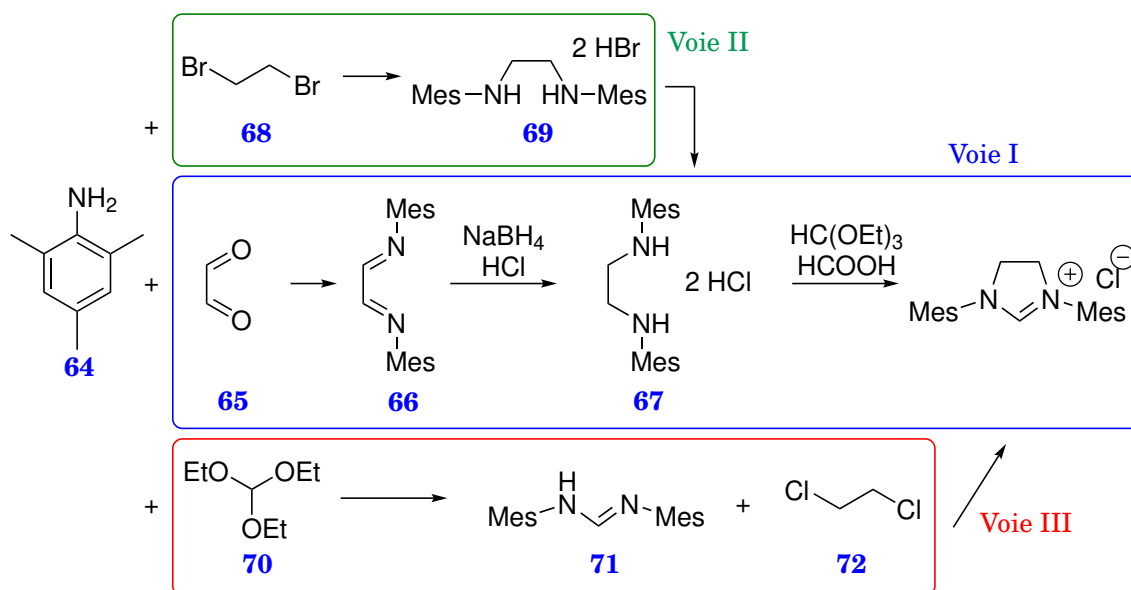 Voie II
2 HBr
Br
Br
Mes NH HN Mes
+
68
69
Voie I
NH₂
Mes
Mes
O
N
NaBH₄
NH
HC(OEt)₃
HCl
HCOOH
+
2 HCl
⊕ Cl⊖
Mes N N Mes
O
N
NH
Mes
Mes
64
65
66
67
EtO OEt
H
Cl
+
N N
+
Mes Mes
OEt
Cl
Voie III
70
71
72